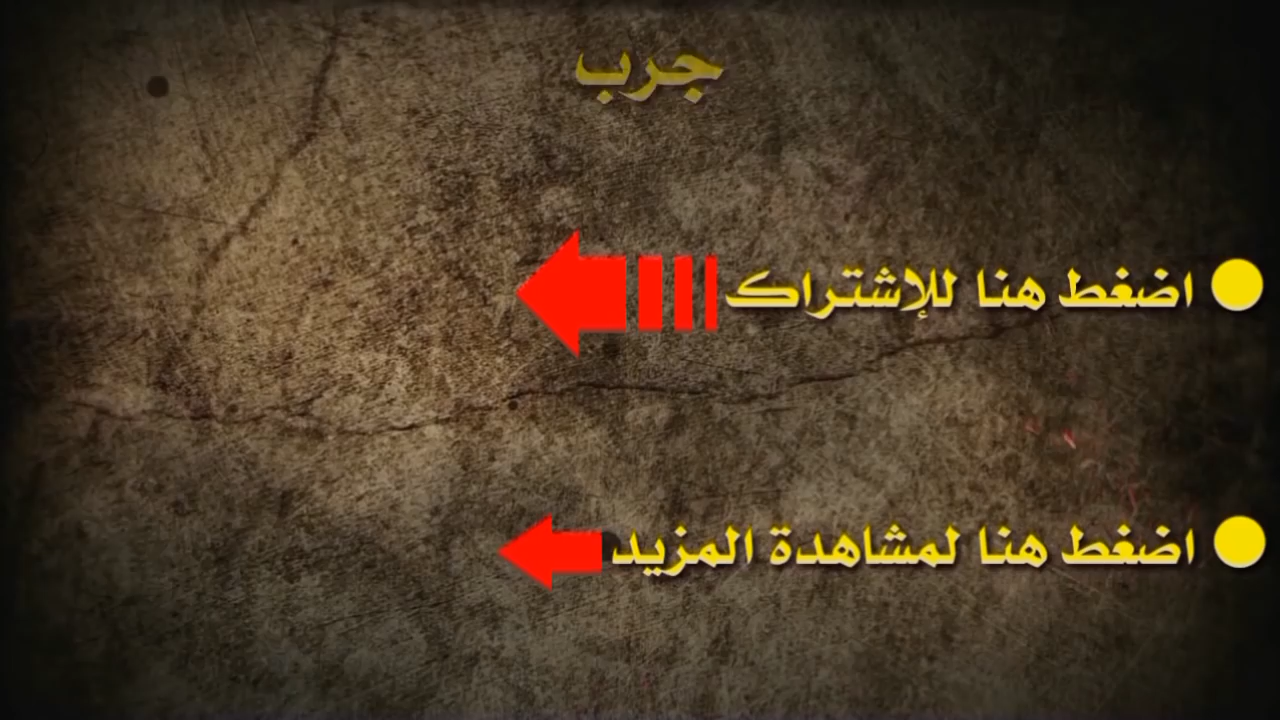 جرب
اضغط هنا للإشتراك
اضغط هنا لمشاهدة المزيد